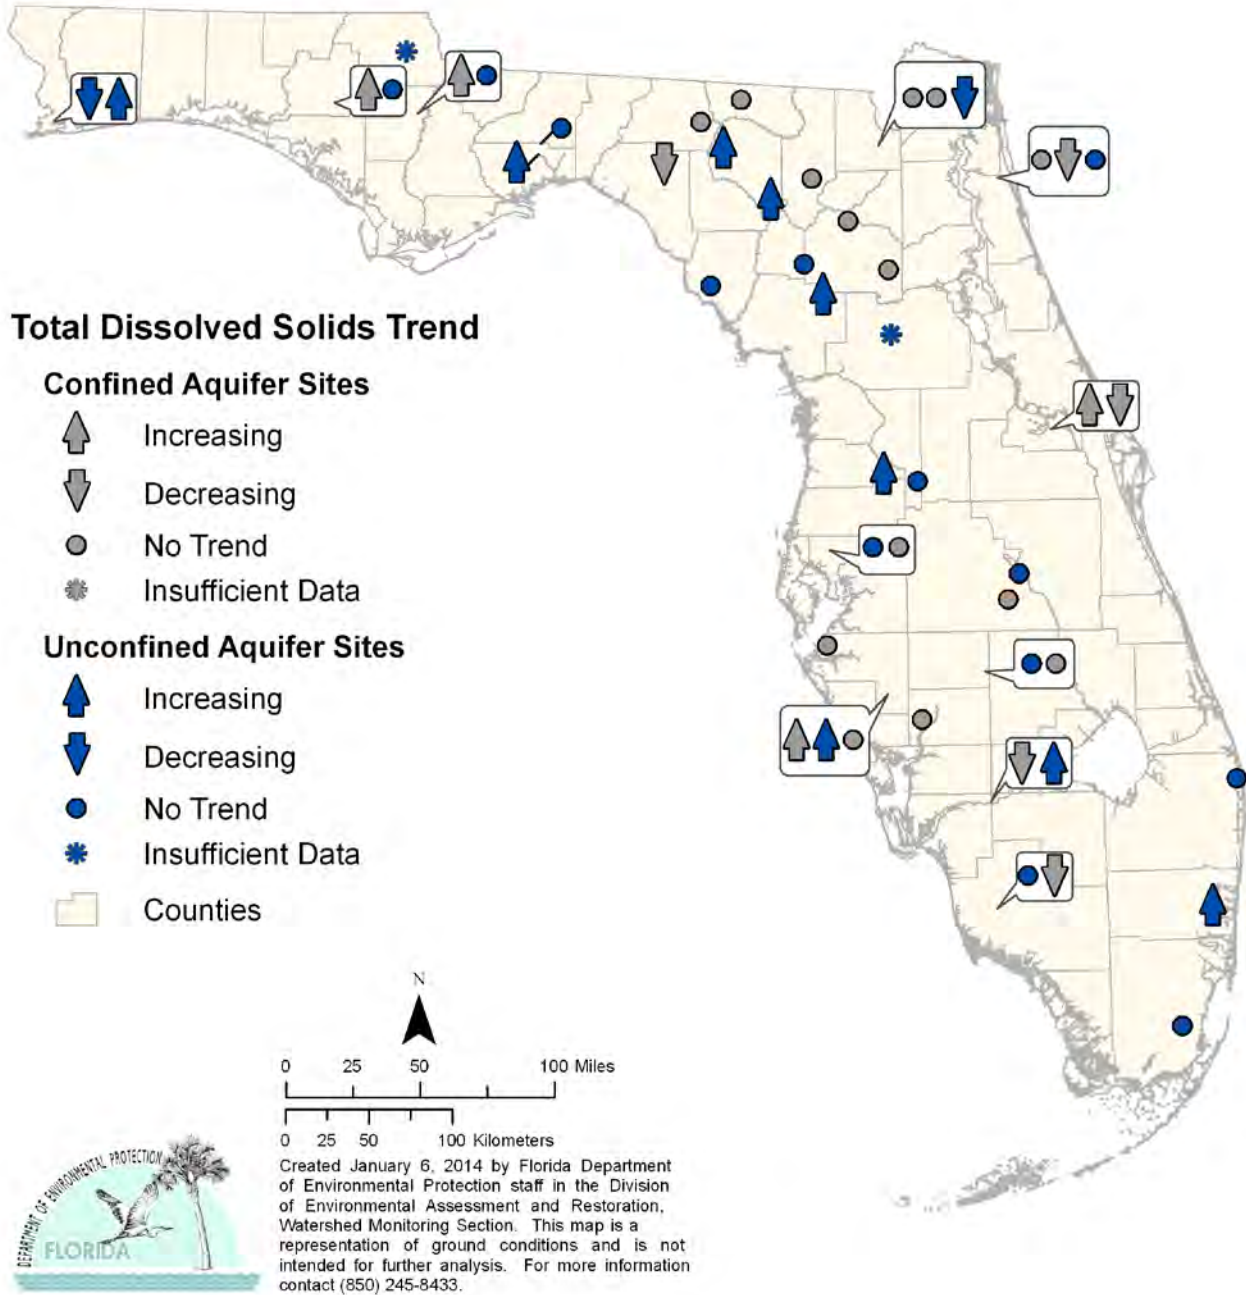 Total Dissolved Solids Trend
Confined Aquifer Sites
Increasing
Decreasing
No Trend
Insufficient Data
Unconfined Aquifer Sites
Increasing
Decreasing
No Trend
Insufficient Data
Counties
N
0 25 50 100 Miles
0 25 50 100 Kilometers
Created January 6, 2014 by Florida Department
of Environmental Protection staff in the Division
of Environmental Assessment and Restoration,
Watershed Monitoring Section. This map is a
representation of ground conditions and is not
intended for further analysis. For more information
contact (850) 245-8433.
DEPARTMENT OF ENVIRONMENTAL PROTECTION
FLORIDA